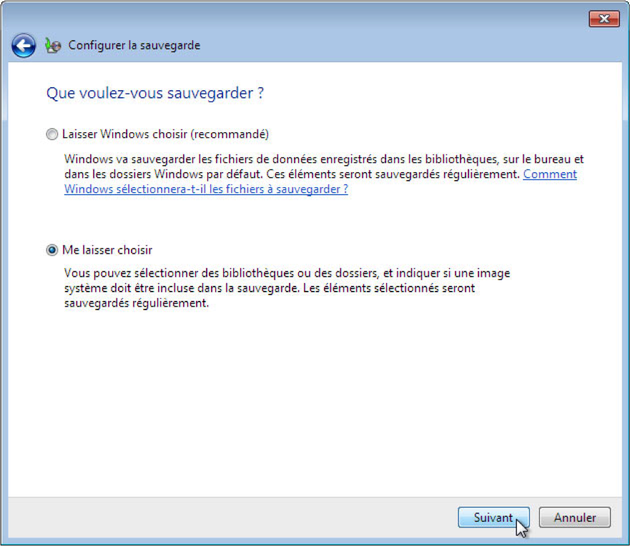 Configurer la sauvegarde
Que voulez-vous sauvegarder ?
Laisser Windows choisir (recommandé)
Windows va sauvegarder les fichiers de données enregistrés dans les bibliothèques, sur le bureau et
dans les dossiers Windows par défaut. Ces éléments seront sauvegardés régulièrement. Comment
Windows sélectionnera-t-il les fichiers à sauvegarder ?
Me laisser choisir
Vous pouvez sélectionner des bibliothèques ou des dossiers, et indiquer si une image
système doit être incluse dans la sauvegarde. Les éléments sélectionnés seront
sauvegardés régulièrement.
Suivant
Annuler